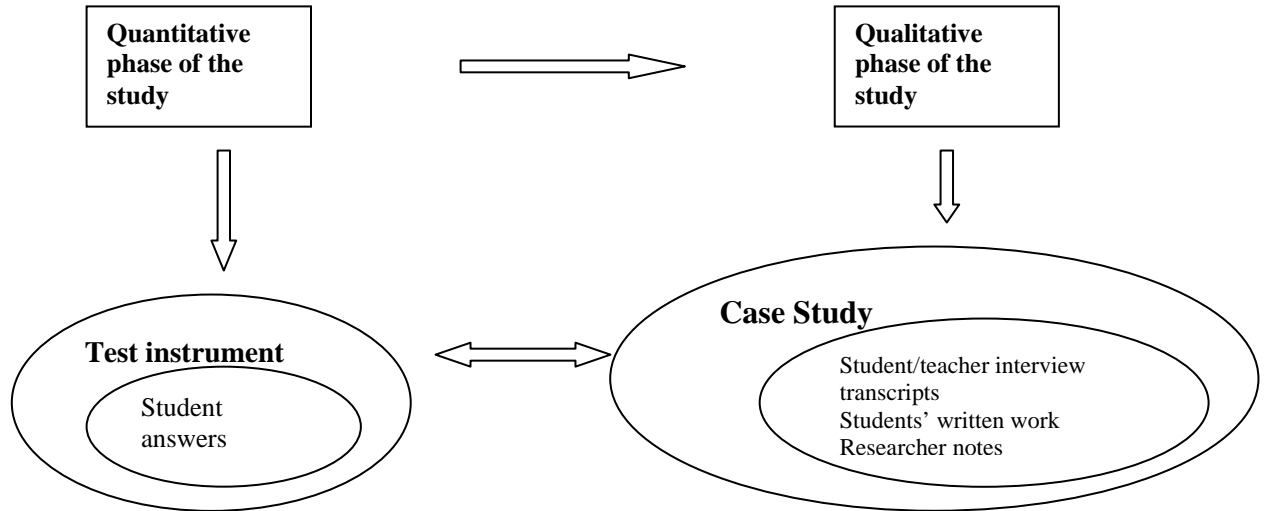 Quantitative
phase of the
study
Qualitative
phase of the
study
Test instrument
Student
answers
Case Study
Student/teacher interview
transcripts
Students’ written work
Researcher notes